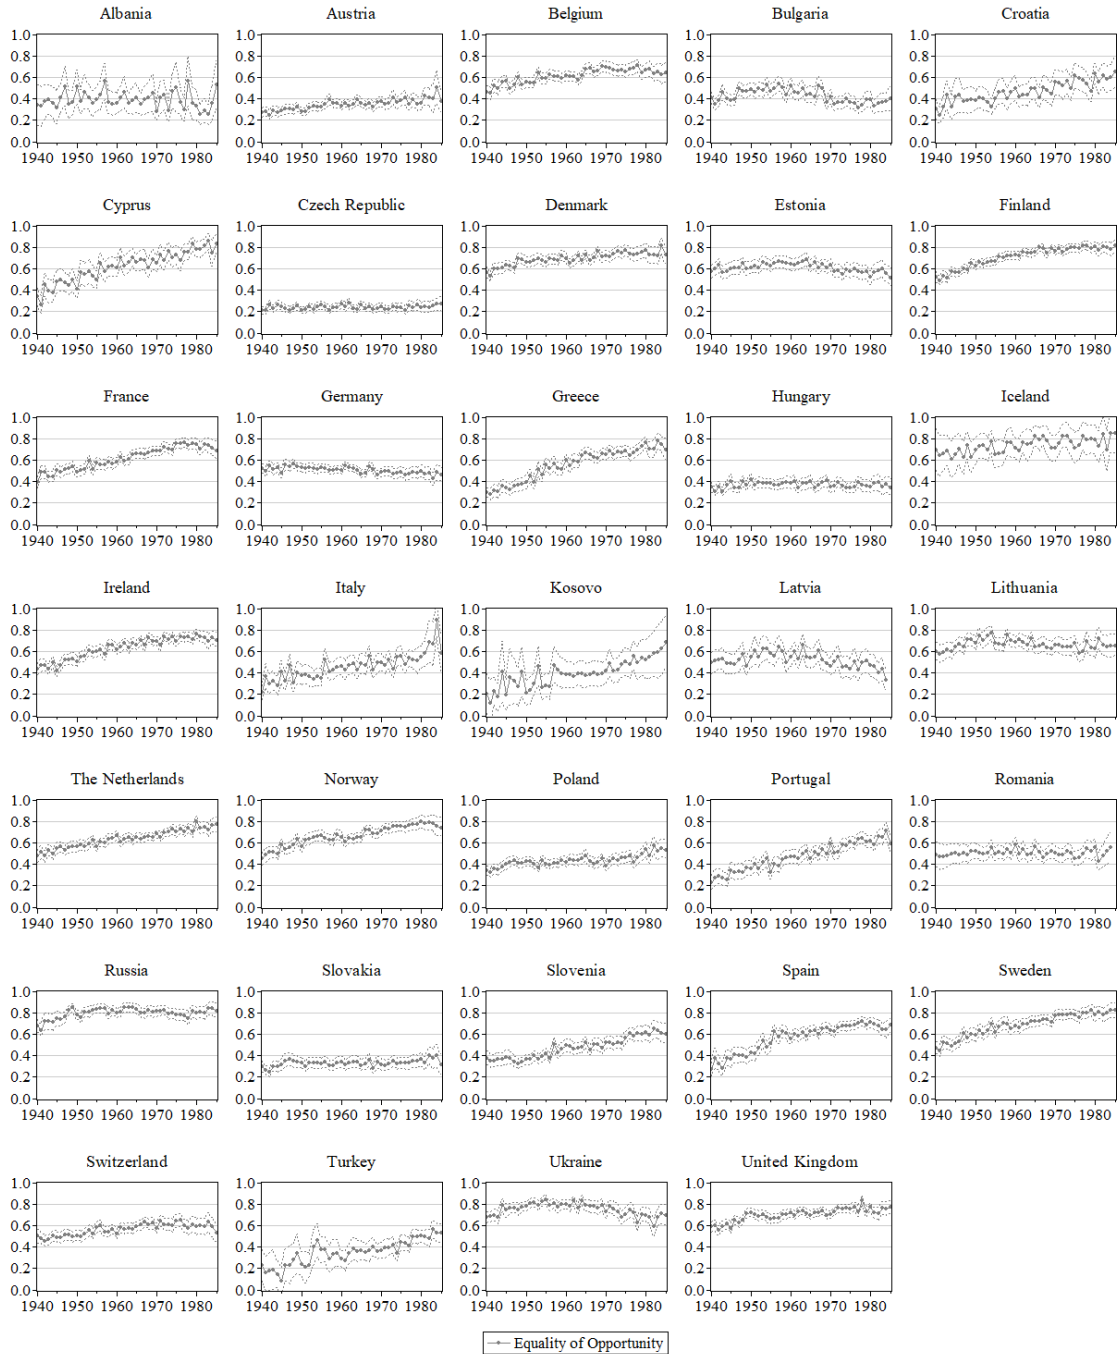 Albania Austria Belgium Bulgaria Croatia
1.0 1.0 1.0 1.0 1.0
0.8 0.8 0.8 0.8 0.8
0.6 0.6 0.6 0.6 0.6
0.4 0.4 0.4 0.4 0.4
0.2 0.2 0.2 0.2 0.2
0.0 0.0 0.0 0.0 0.0
1940 1950 1960 1970 1980 1940 1950 1960 1970 1980 1940 1950 1960 1970 1980 1940 1950 1960 1970 1980 1940 1950 1960 1970 1980
Cyprus Czech Republic Denmark Estonia Finland
1.0 1.0 1.0 1.0 1.0
0.8 0.8 0.8 0.8 0.8
0.6 0.6 0.6 0.6 0.6
0.4 0.4 0.4 0.4 0.4
0.2 0.2 0.2 0.2 0.2
0.0 0.0 0.0 0.0 0.0
1940 1950 1960 1970 1980 1940 1950 1960 1970 1980 1940 1950 1960 1970 1980 1940 1950 1960 1970 1980 1940 1950 1960 1970 1980
France Germany Greece Hungary Iceland
1.0 1.0 1.0 1.0 1.0
0.8 0.8 0.8 0.8 0.8
0.6 0.6 0.6 0.6 0.6
0.4 0.4 0.4 0.4 0.4
0.2 0.2 0.2 0.2 0.2
0.0 0.0 0.0 0.0 0.0
1940 1950 1960 1970 1980 1940 1950 1960 1970 1980 1940 1950 1960 1970 1980 1940 1950 1960 1970 1980 1940 1950 1960 1970 1980
Ireland Italy Kosovo Latvia Lithuania
1.0 1.0 1.0 1.0 1.0
0.8 0.8 0.8 0.8 0.8
0.6 0.6 0.6 0.6 0.6
0.4 0.4 0.4 0.4 0.4
0.2 0.2 0.2 0.2 0.2
0.0 0.0 0.0 0.0 0.0
1940 1950 1960 1970 1980 1940 1950 1960 1970 1980 1940 1950 1960 1970 1980 1940 1950 1960 1970 1980 1940 1950 1960 1970 1980
The Netherlands Norway Poland Portugal Romania
1.0 1.0 1.0 1.0 1.0
0.8 0.8 0.8 0.8 0.8
0.6 0.6 0.6 0.6 0.6
0.4 0.4 0.4 0.4 0.4
0.2 0.2 0.2 0.2 0.2
0.0 0.0 0.0 0.0 0.0
1940 1950 1960 1970 1980 1940 1950 1960 1970 1980 1940 1950 1960 1970 1980 1940 1950 1960 1970 1980 1940 1950 1960 1970 1980
Russia Slovakia Slovenia Spain Sweden
1.0 1.0 1.0 1.0 1.0
0.8 0.8 0.8 0.8 0.8
0.6 0.6 0.6 0.6 0.6
0.4 0.4 0.4 0.4 0.4
0.2 0.2 0.2 0.2 0.2
0.0 0.0 0.0 0.0 0.0
1940 1950 1960 1970 1980 1940 1950 1960 1970 1980 1940 1950 1960 1970 1980 1940 1950 1960 1970 1980 1940 1950 1960 1970 1980
Switzerland Turkey Ukraine United Kingdom
1.0 1.0 1.0 1.0
0.8 0.8 0.8 0.8
0.6 0.6 0.6 0.6
0.4 0.4 0.4 0.4
0.2 0.2 0.2 0.2
0.0 0.0 0.0 0.0
1940 1950 1960 1970 1980 1940 1950 1960 1970 1980 1940 1950 1960 1970 1980 1940 1950 1960 1970 1980
Equality of Opportunity